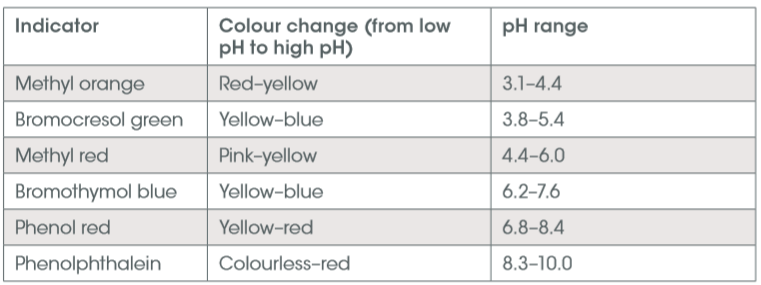 Indicator Colour change (from low pH range
pH to high pH)
Methyl orange Red–yellow 3.1–4.4
Bromocresol green Yellow–blue 3.8–5.4
Methyl red Pink–yellow 4.4–6.0
Bromothymol blue Yellow–blue 6.2–7.6
Phenol red Yellow–red 6.8–8.4
Phenolphthalein Colourless–red 8.3–10.0